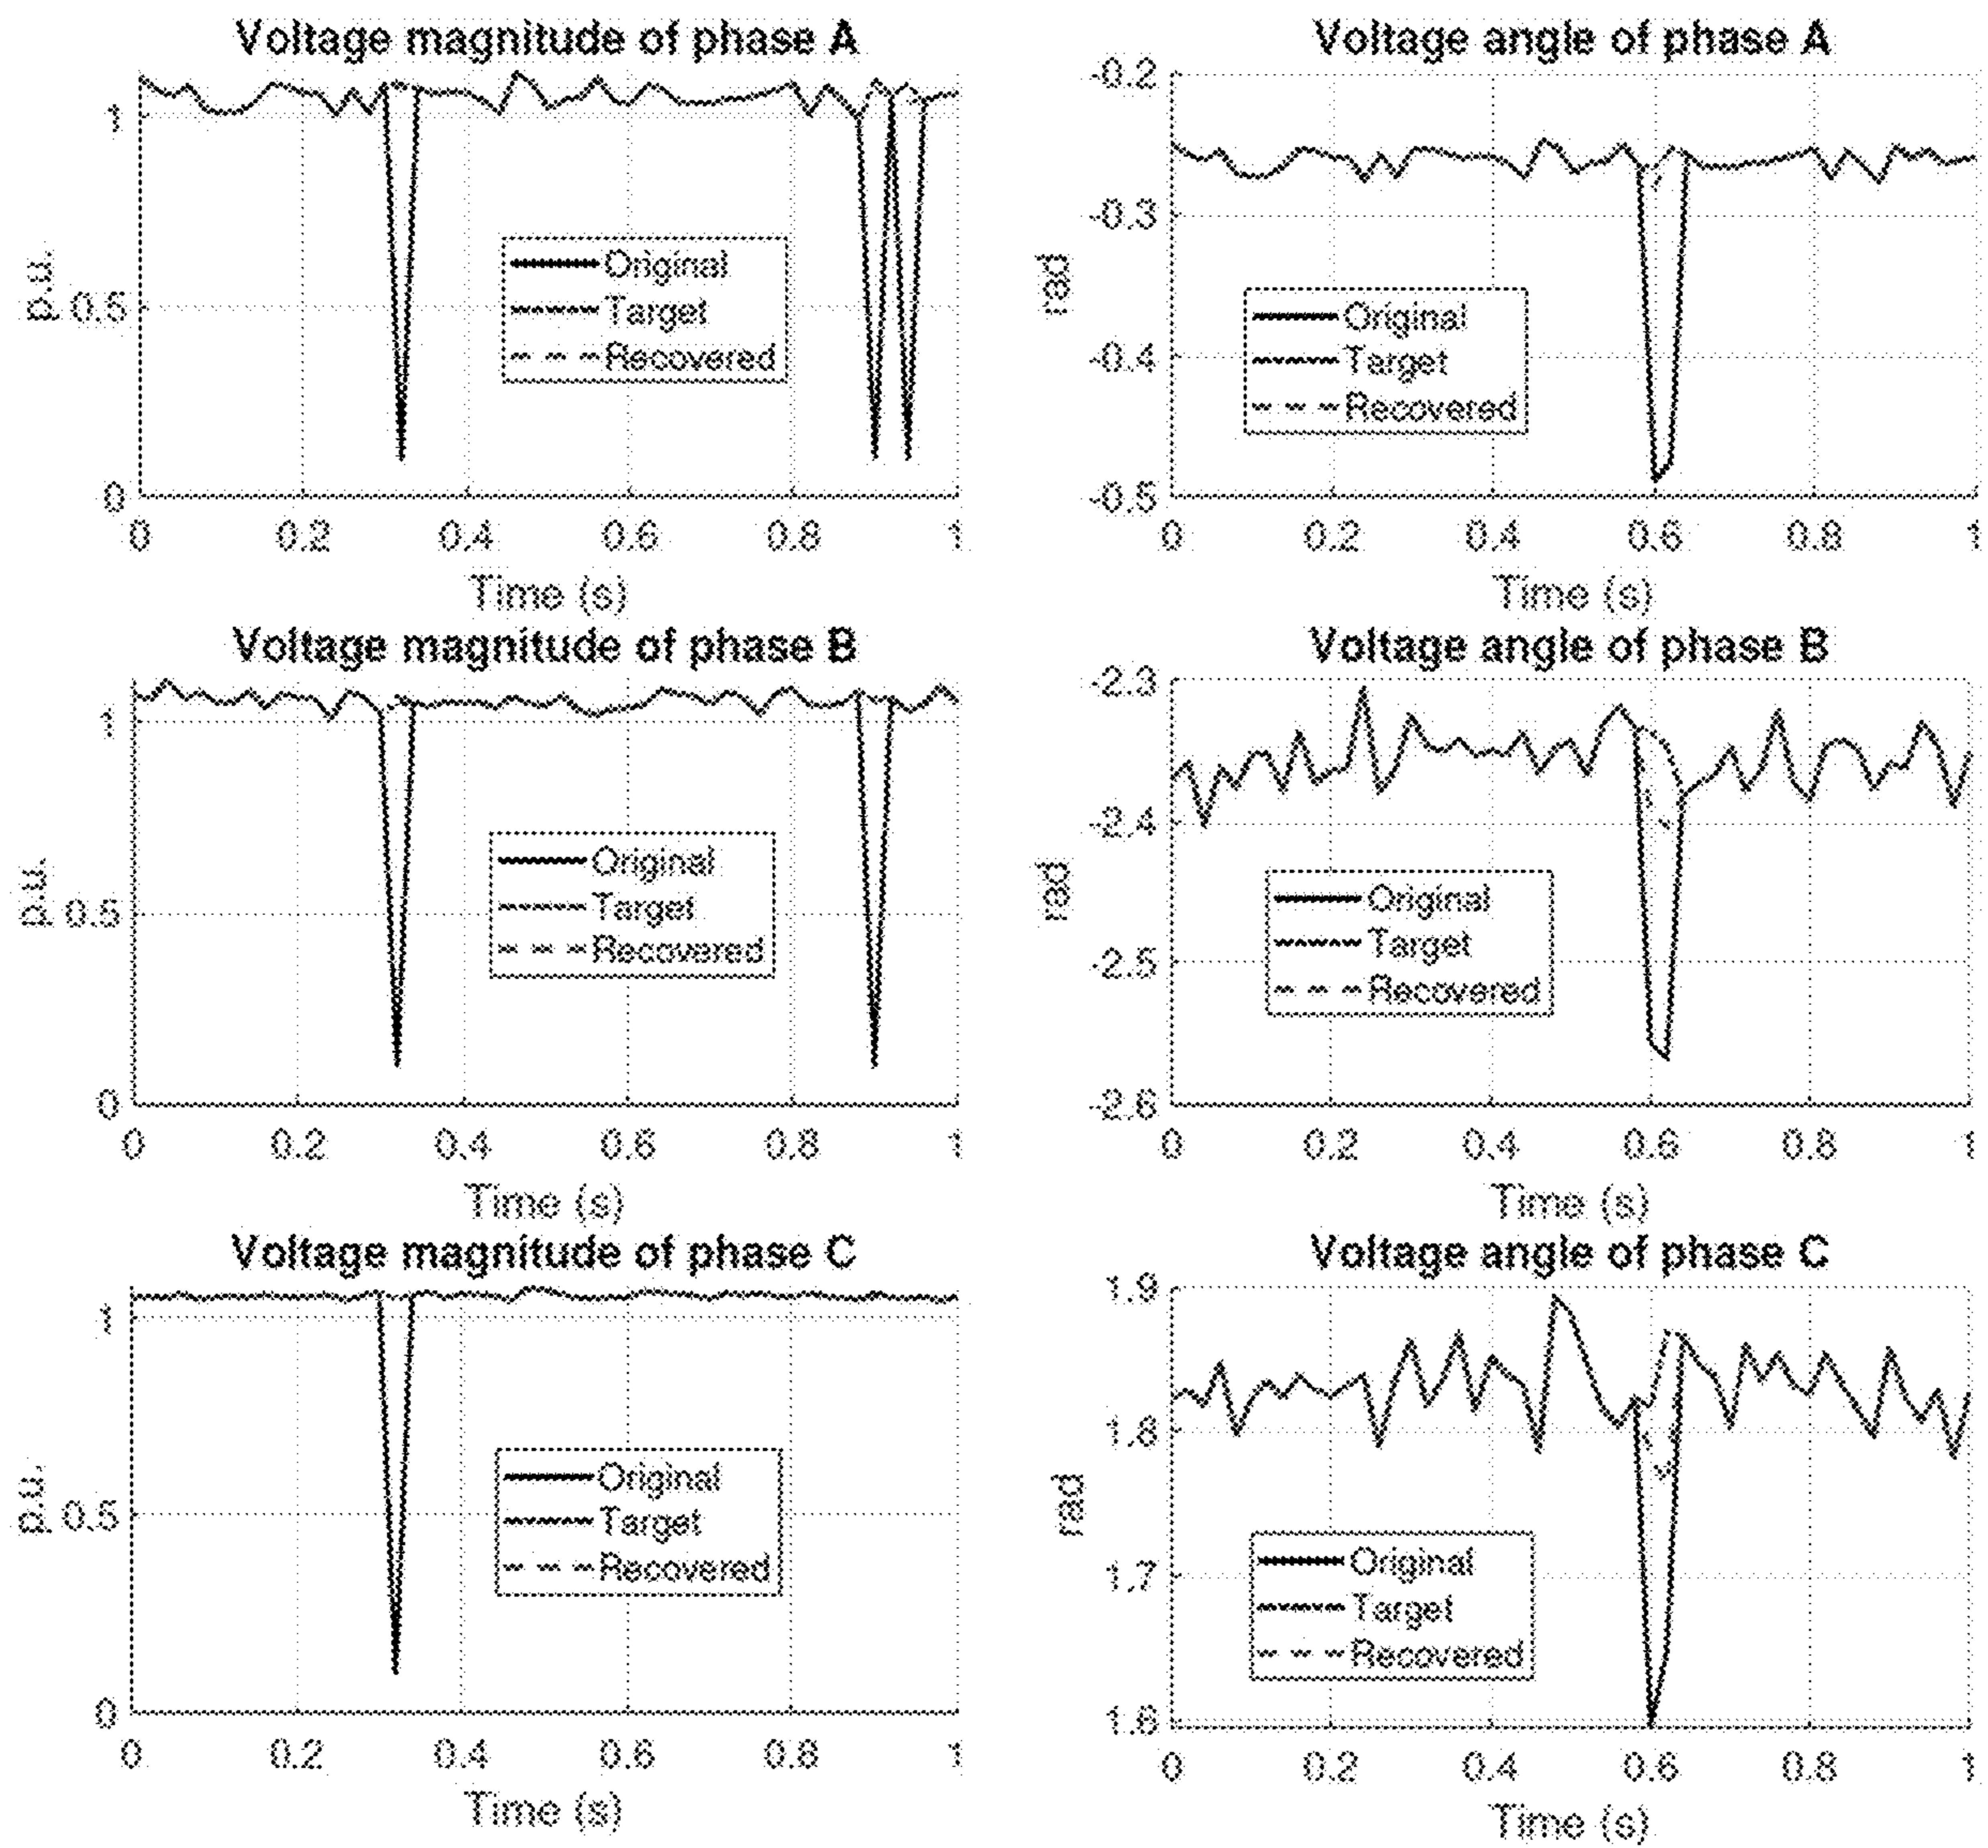 Voltage magnitude of phase A
1
0.5
0
p.u.
Original
Target
Recovered
0 0.2 0.4 0.6 0.8 1
Time (s)
Voltage angle of phase A
-0.2
-0.3
-0.4
-0.5
rad
Original
Target
Recovered
0 0.2 0.4 0.6 0.8 1
Time (s)
Voltage magnitude of phase B
1
0.5
0
p.u.
Original
Target
Recovered
0 0.2 0.4 0.6 0.8 1
Time (s)
Voltage angle of phase B
-2.3
-2.4
-2.5
-2.6
rad
Original
Target
Recovered
0 0.2 0.4 0.6 0.8 1
Time (s)
Voltage magnitude of phase C
1
0.5
0
p.u.
Original
Target
Recovered
0 0.2 0.4 0.6 0.8 1
Time (s)
Voltage angle of phase C
1.9
1.8
1.7
1.6
rad
Original
Target
Recovered
0 0.2 0.4 0.6 0.8 1
Time (s)